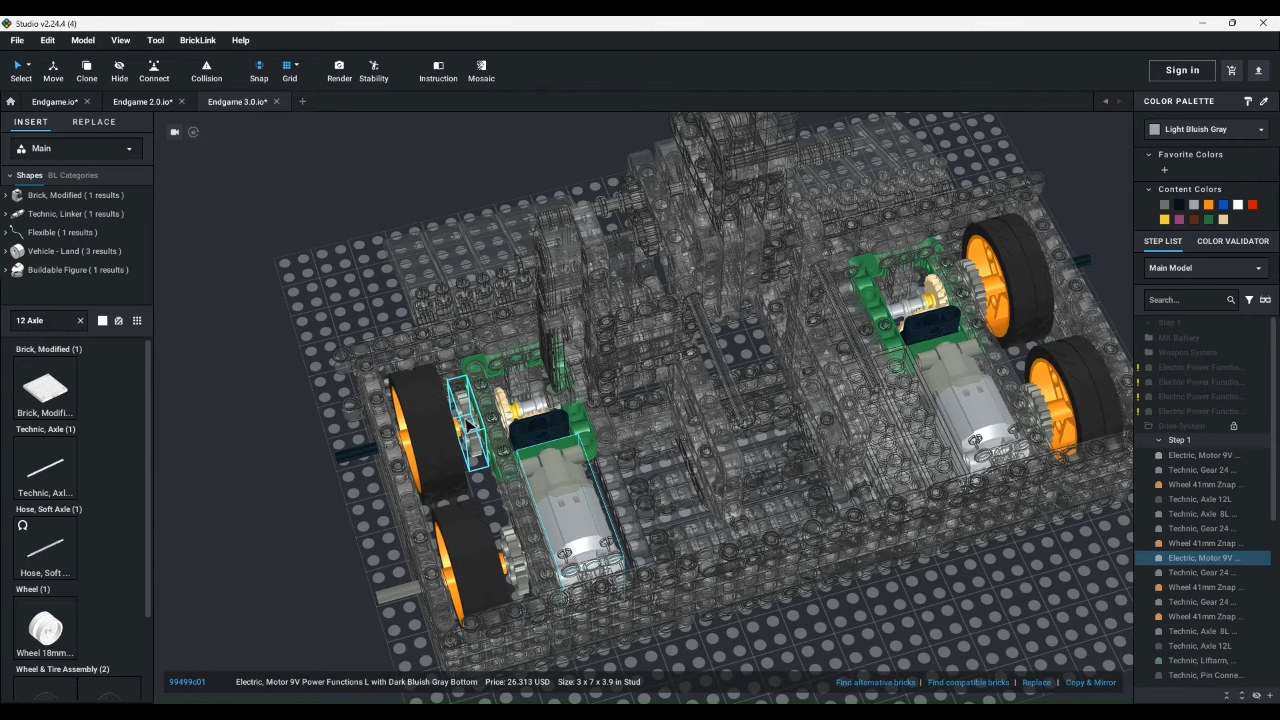 Studio v2.24.4 (4)
File Edit Model View Tool BrickLink Help
Select Move Clone Hide Connect Collision Snap Grid Render Stability Instruction Mosaic Sign in
Endgame.io* Endgame 2.0.io* Endgame 3.0.io*
INSERT REPLACE
Main
Shapes BL Categories
Brick, Modified ( 1 results )
Technic, Linker ( 1 results )
Flexible ( 1 results )
Vehicle - Land ( 3 results )
Buildable Figure ( 1 results )
12 Axle
Brick, Modified (1)
Brick, Modifi...
Technic, Axle (1)
Technic, Axl...
Hose, Soft Axle (1)
Hose, Soft ...
Wheel (1)
Wheel 18mm...
Wheel & Tire Assembly (2)
99499c01 Electric, Motor 9V Power Functions L with Dark Bluish Gray Bottom Price: 26.313 USD Size: 3 x 7 x 3.9 in Stud
Find alternative bricks | Find compatible bricks | Replace | Copy & Mirror
COLOR PALETTE
Light Bluish Gray
Favorite Colors
Content Colors
STEP LIST COLOR VALIDATOR
Main Model
Search...
Step 1
MK Battery
Weapon System
Electric Power Functio...
Electric Power Functio...
Electric Power Functio...
Electric Power Functio...
Drive System
Step 1
Electric, Motor 9V ...
Technic, Gear 24 ...
Wheel 41mm Znap ...
Technic, Axle 12L
Technic, Axle 8L
Technic, Gear 24 ...
Wheel 41mm Znap ...
Electric, Motor 9V ...
Technic, Gear 24 ...
Wheel 41mm Znap ...
Technic, Gear 24 ...
Wheel 41mm Znap ...
Technic, Axle 8L
Technic, Axle 12L
Technic, Liftarm, ...
Technic, Pin Conne...